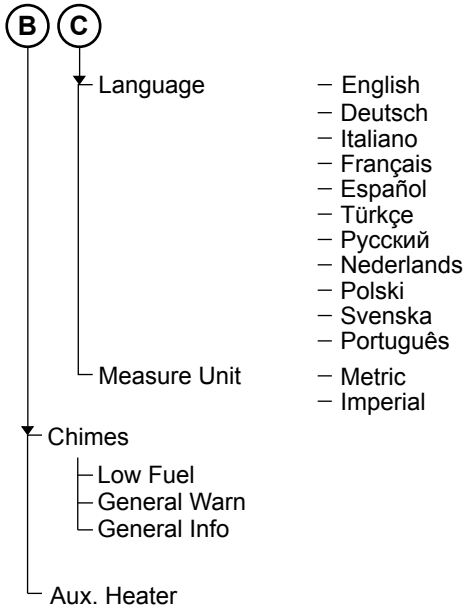 B C
Language – English
– Deutsch
– Italiano
– Français
– Español
– Türkçe
– Русский
– Nederlands
– Polski
– Svenska
– Português
Measure Unit – Metric
– Imperial
Chimes
Low Fuel
General Warn
General Info
Aux. Heater